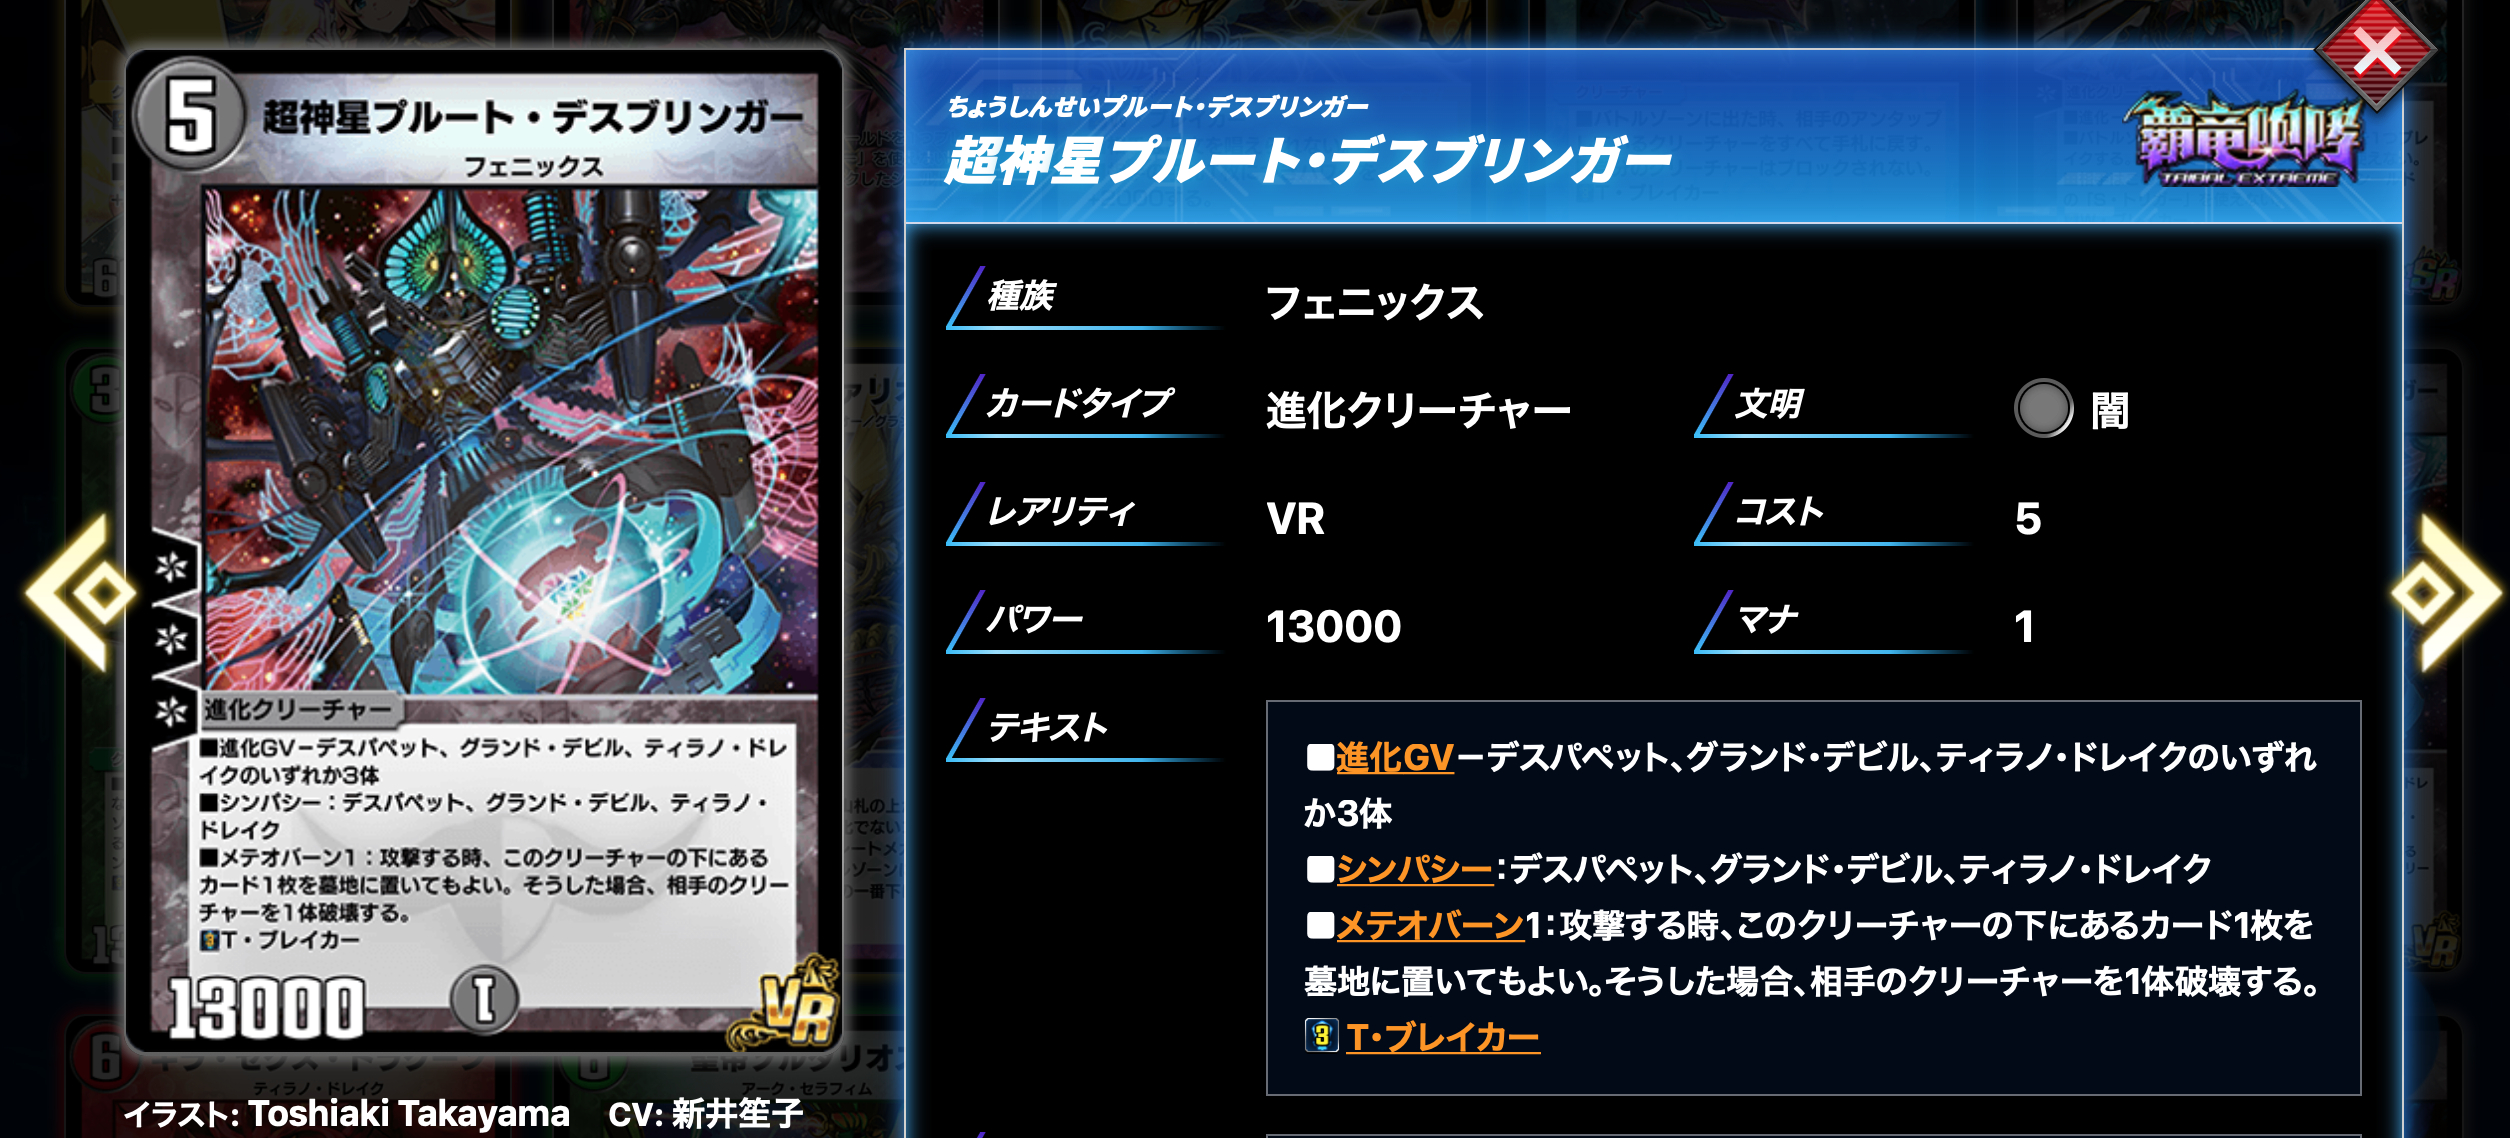 5
超神星プルート・デスブリンガー
フェニックス
進化クリーチャー
■進化GV－デスパペット、グランド・デビル、ティラノ・ドレ
イクのいずれか3体
■シンパシー：デスパペット、グランド・デビル、ティラノ・
ドレイク
■メテオバーン1：攻撃する時、このクリーチャーの下にある
カード1枚を墓地に置いてもよい。そうした場合、相手のクリー
チャーを1体破壊する。
3 T・ブレイカー
13000
1
VR
イラスト: Toshiaki Takayama CV: 新井笙子
ちょうしんせいプルート・デスブリンガー
超神星プルート・デスブリンガー
覇竜咆哮
TRIBAL EXTREME
種族
フェニックス
カードタイプ
進化クリーチャー
文明
闇
レアリティ
VR
コスト
5
パワー
13000
マナ
1
テキスト
■進化GV－デスパペット、グランド・デビル、ティラノ・ドレイクのいずれ
か3体
■シンパシー：デスパペット、グランド・デビル、ティラノ・ドレイク
■メテオバーン1：攻撃する時、このクリーチャーの下にあるカード1枚を
墓地に置いてもよい。そうした場合、相手のクリーチャーを1体破壊する。
3 T・ブレイカー